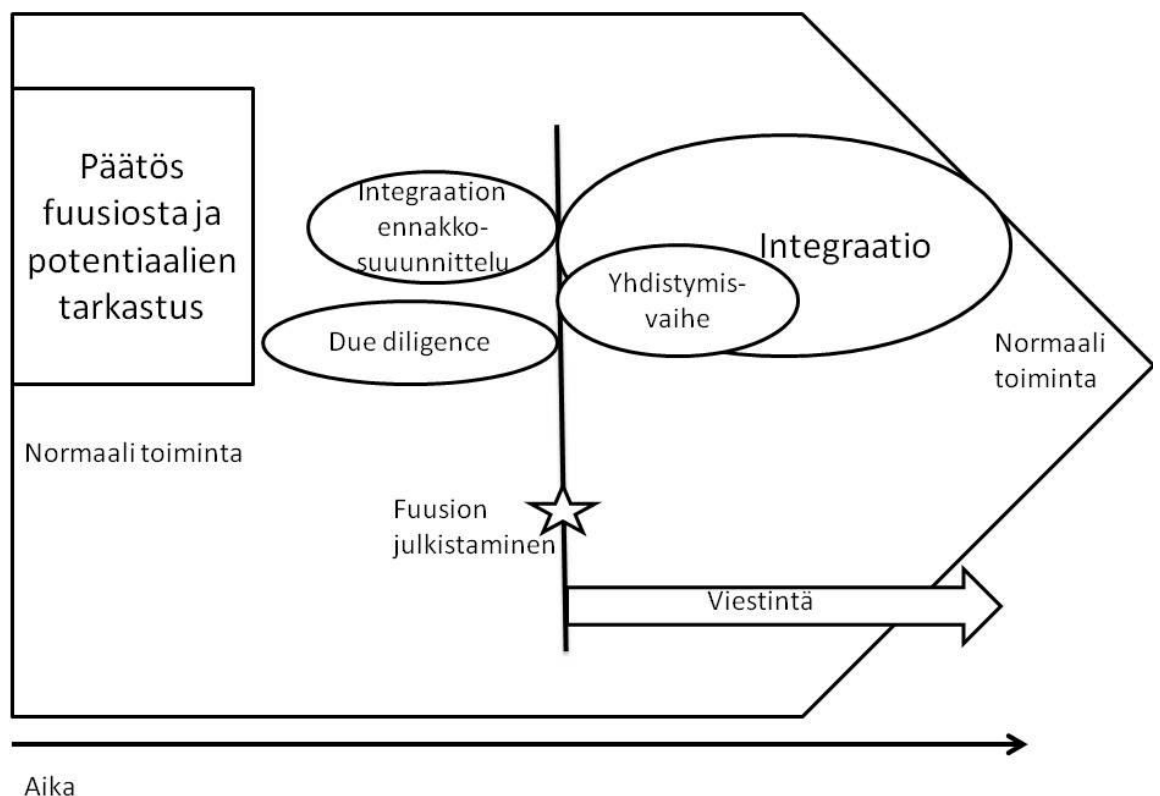 Päätös
fuusiosta ja
potentiaalien
tarkastus
Normaali toiminta
Integraation
ennakko-
suuunnittelu
Due diligence
Integraatio
Yhdistymis-
vaihe
Normaali
toiminta
Fuusion
julkistaminen
Viestintä
Aika